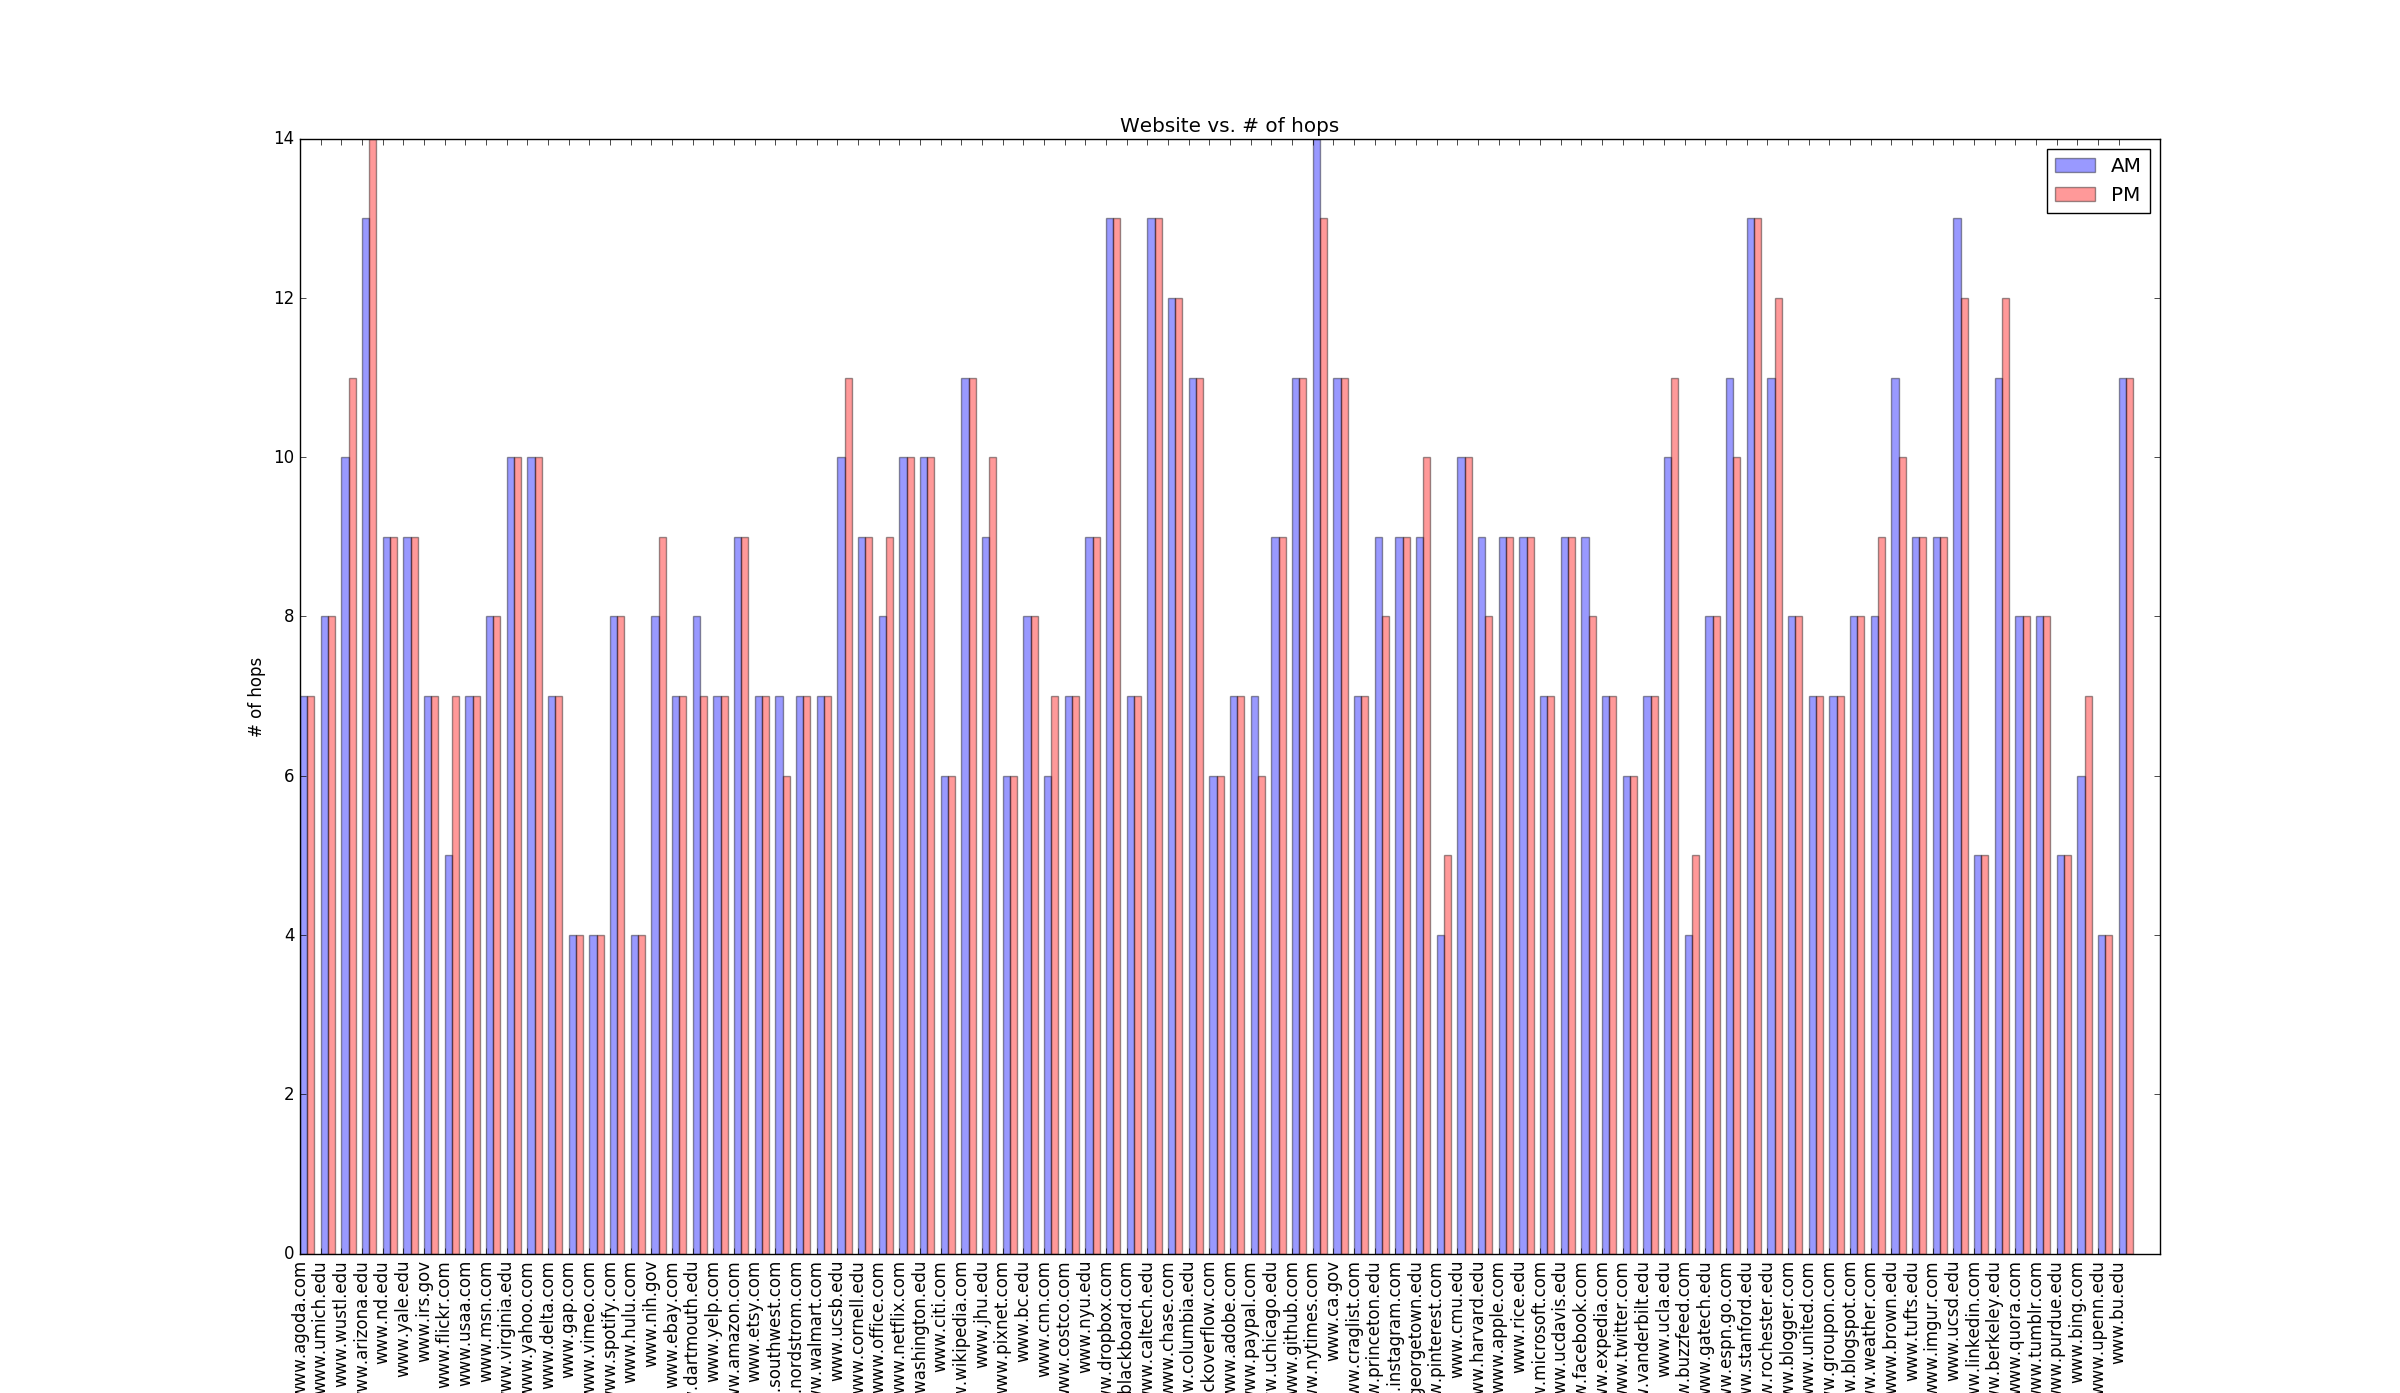 Website vs. # of hops
AM
PM
14
12
10
8
6
4
2
0
# of hops
www.agoda.com
www.umich.edu
www.wustl.edu
ww.arizona.edu
www.nd.edu
www.yale.edu
www.irs.gov
www.flickr.com
www.usaa.com
www.msn.com
ww.virginia.edu
www.yahoo.com
www.delta.com
www.gap.com
www.vimeo.com
www.spotify.com
www.hulu.com
www.nih.gov
www.ebay.com
.dartmouth.edu
www.yelp.com
ww.amazon.com
www.etsy.com
.southwest.com
.nordstrom.com
ww.walmart.com
www.ucsb.edu
www.cornell.edu
www.office.com
www.netflix.com
washington.edu
www.citi.com
w.wikipedia.com
www.jhu.edu
www.pixnet.com
www.bc.edu
www.cnn.com
www.costco.com
www.nyu.edu
ww.dropbox.com
blackboard.com
www.caltech.edu
www.chase.com
w.columbia.edu
ckoverflow.com
www.adobe.com
www.paypal.com
w.uchicago.edu
www.github.com
ww.nytimes.com
www.ca.gov
ww.craglist.com
w.princeton.edu
.instagram.com
georgetown.edu
w.pinterest.com
www.cmu.edu
ww.harvard.edu
www.apple.com
www.rice.edu
w.microsoft.com
ww.ucdavis.edu
w.facebook.com
ww.expedia.com
www.twitter.com
w.vanderbilt.edu
www.ucla.edu
w.buzzfeed.com
www.gatech.edu
ww.espn.go.com
w.stanford.edu
w.rochester.edu
ww.blogger.com
www.united.com
ww.groupon.com
w.blogspot.com
w.weather.com
www.brown.edu
www.tufts.edu
www.imgur.com
www.ucsd.edu
w.linkedin.com
w.berkeley.edu
www.quora.com
www.tumblr.com
www.purdue.edu
www.bing.com
www.upenn.edu
www.bu.edu